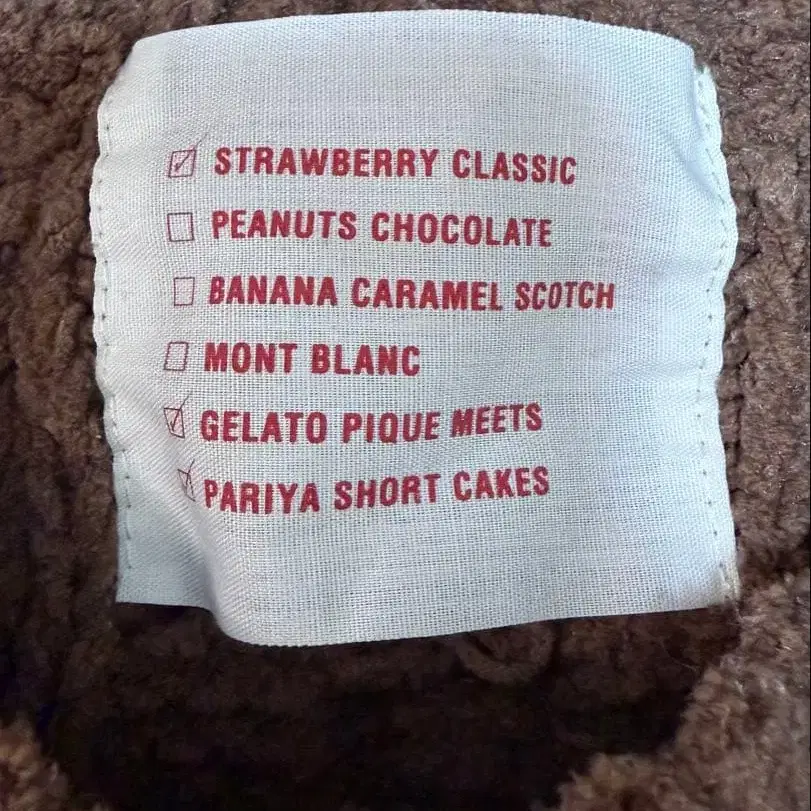 ☑ STRAWBERRY CLASSIC
☐ PEANUTS CHOCOLATE
☐ BANANA CARAMEL SCOTCH
☐ MONT BLANC
☑ GELATO PIQUE MEETS
☑ PARIYA SHORT CAKES